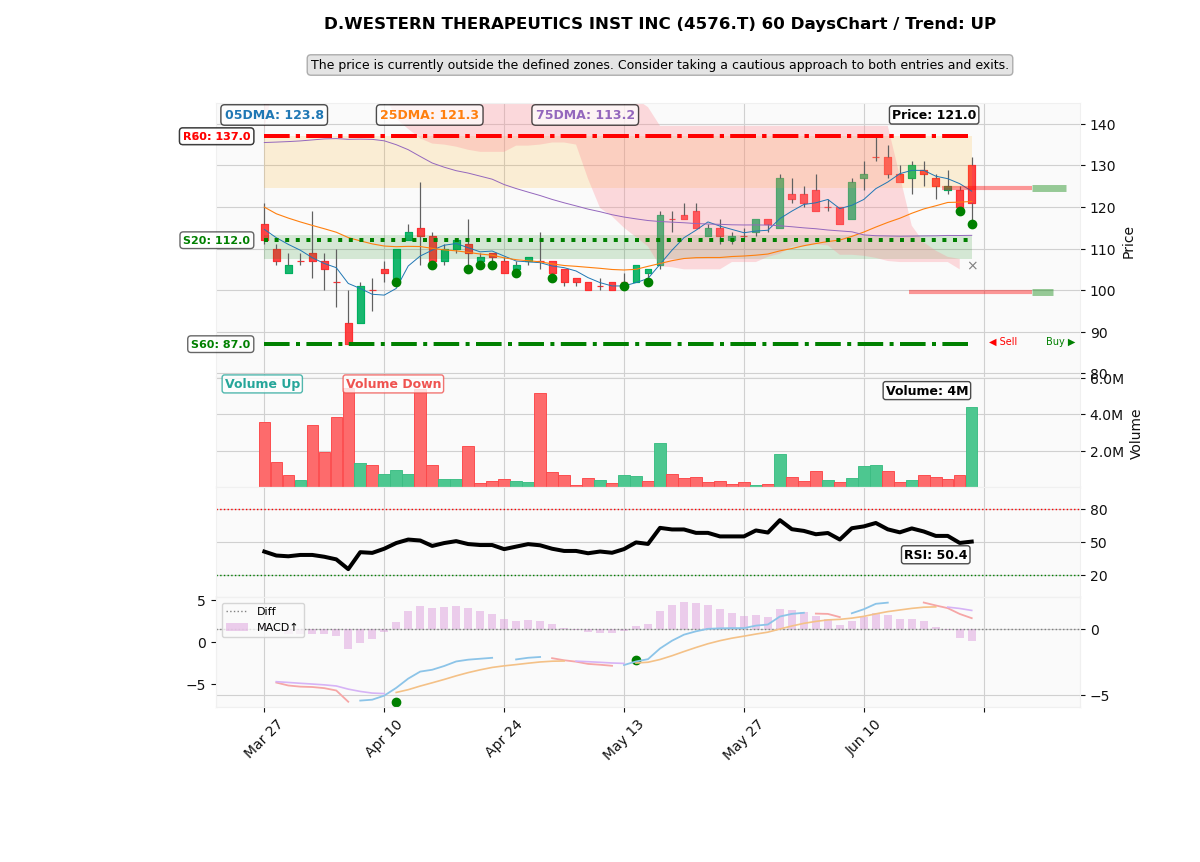 D.WESTERN THERAPEUTICS INST INC (4576.T) 60 DaysChart / Trend: UP
The price is currently outside the defined zones. Consider taking a cautious approach to both entries and exits.
05DMA: 123.8
25DMA: 121.3
75DMA: 113.2
Price: 121.0
R60: 137.0
S20: 112.0
S60: 87.0
140
130
120
110
100
90
80
Price
◀ Sell
Buy ▶
Volume Up
Volume Down
Volume: 4M
6.0M
4.0M
2.0M
Volume
80
50
20
RSI: 50.4
Diff
MACD↑
5
0
−5
0
−5
Mar 27
Apr 10
Apr 24
May 13
May 27
Jun 10